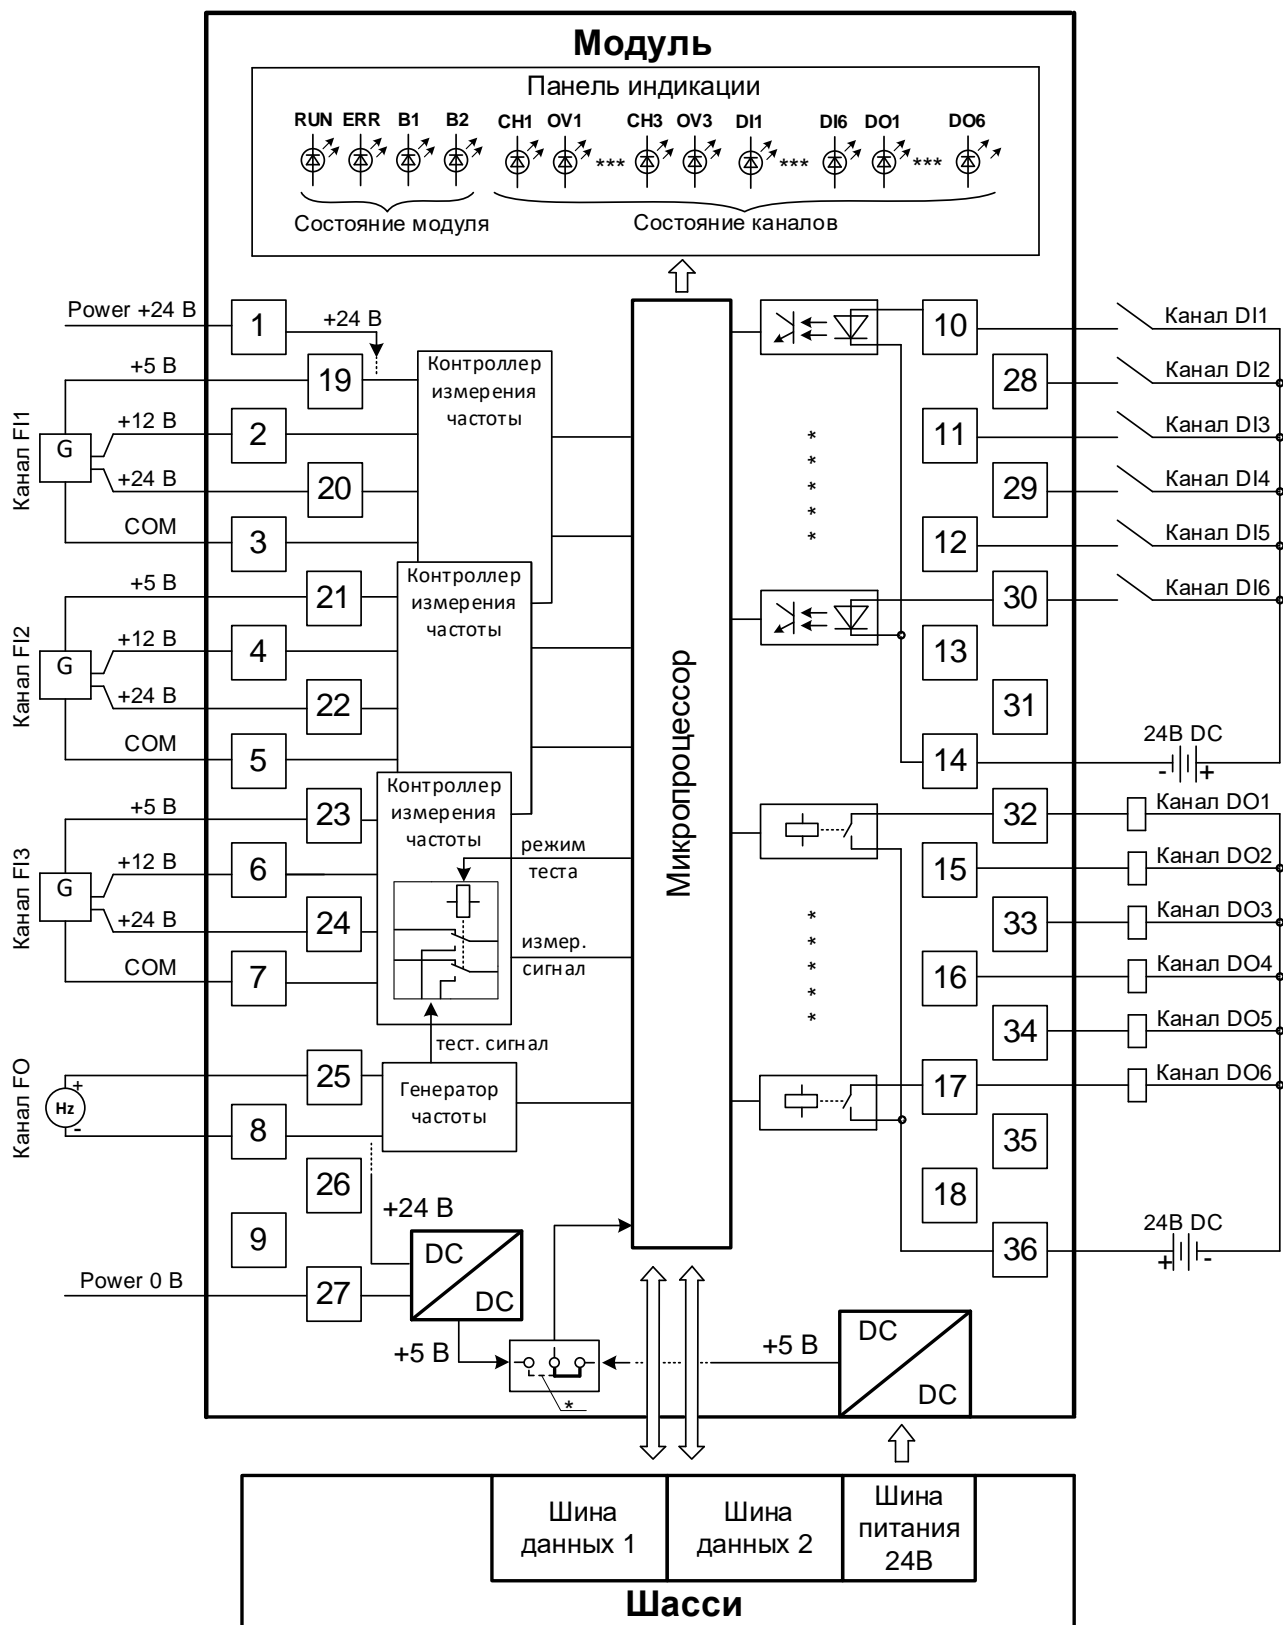 Модуль
Панель индикации
RUN ERR B1 B2 CH1 OV1 *** CH3 OV3 DI1 *** DI6 DO1 *** DO6
Состояние модуля
Состояние каналов
Power +24 В
1
+24 В
+5 В
19
+12 В
2
+24 В
20
COM
3
Канал FI1
G
Контроллер
измерения
частоты
+5 В
21
+12 В
4
+24 В
22
COM
5
Канал FI2
G
Контроллер
измерения
частоты
+5 В
23
+12 В
6
+24 В
24
COM
7
Канал FI3
G
Контроллер
измерения
частоты
режим
теста
измер.
сигнал
тест. сигнал
Канал FO
+
Hz
-
25
8
Генератор
частоты
26
+24 В
9
Power 0 В
27
DC
DC
+5 В
*
Микропроцессор
10
Канал DI1
28
Канал DI2
11
Канал DI3
29
Канал DI4
12
Канал DI5
30
Канал DI6
*
*
*
*
*
13
31
14
24В DC
- +
32
Канал DO1
15
Канал DO2
33
Канал DO3
16
Канал DO4
34
Канал DO5
17
Канал DO6
*
*
*
*
*
35
18
36
24В DC
+ -
+5 В
DC
DC
Шина
данных 1
Шина
данных 2
Шина
питания
24В
Шасси